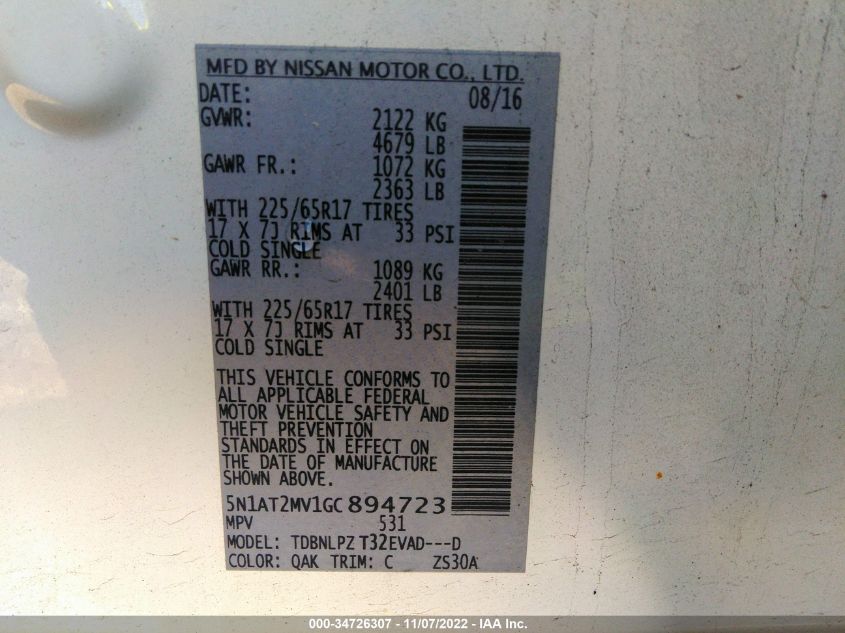 MFD BY NISSAN MOTOR CO., LTD.
DATE: 08/16
GVWR: 2122 KG
4679 LB
GAWR FR.: 1072 KG
2363 LB
WITH 225/65R17 TIRES
17 X 7J RIMS AT 33 PSI
COLD SINGLE
GAWR RR.: 1089 KG
2401 LB
WITH 225/65R17 TIRES
17 X 7J RIMS AT 33 PSI
COLD SINGLE
THIS VEHICLE CONFORMS TO
ALL APPLICABLE FEDERAL
MOTOR VEHICLE SAFETY AND
THEFT PREVENTION
STANDARDS IN EFFECT ON
THE DATE OF MANUFACTURE
SHOWN ABOVE.
5N1AT2MV1GC894723
MPV 531
MODEL: TDBNLPZ T32EVAD---D
COLOR: QAK TRIM: C ZS30A
000-34726307 - 11/07/2022 - IAA Inc.